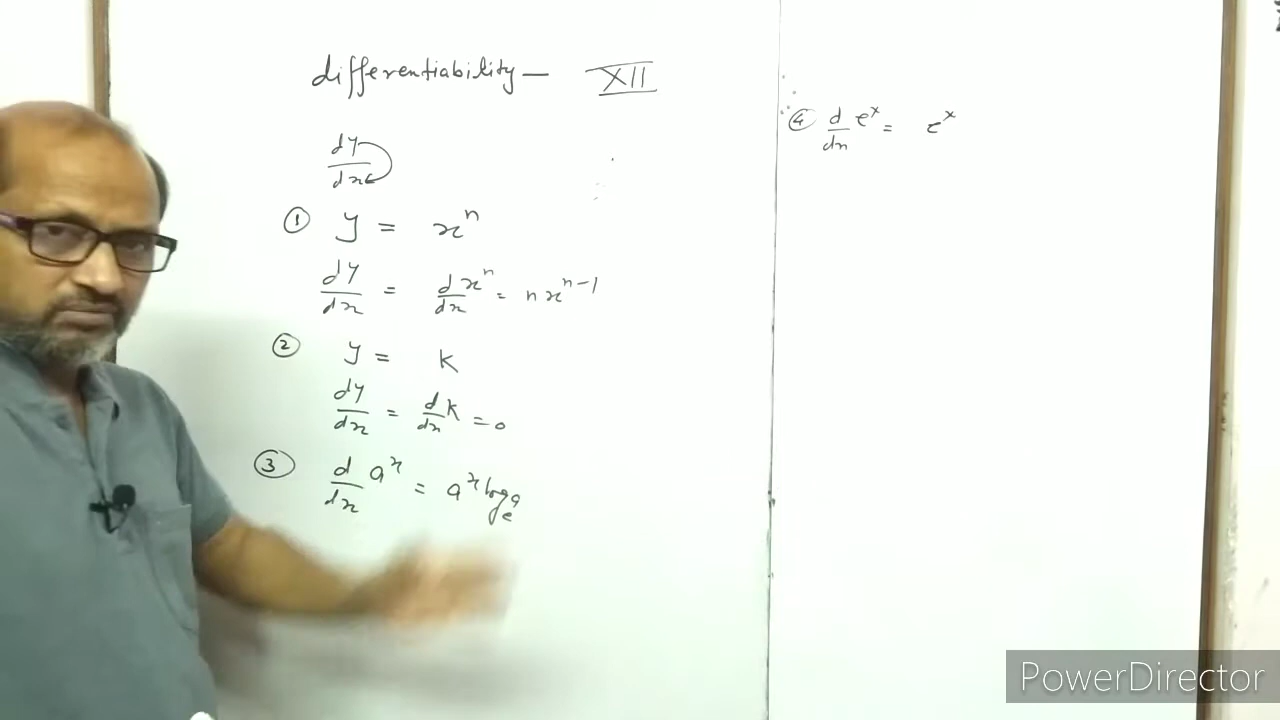 differentiability — XII
dy/dx
① y = x^n
dy/dx = d/dx x^n = n x^{n-1}
② y = k
dy/dx = d/dx k = 0
③ d/dx a^x = a^x log_e a
④ d/dx e^x = e^x
PowerDirector